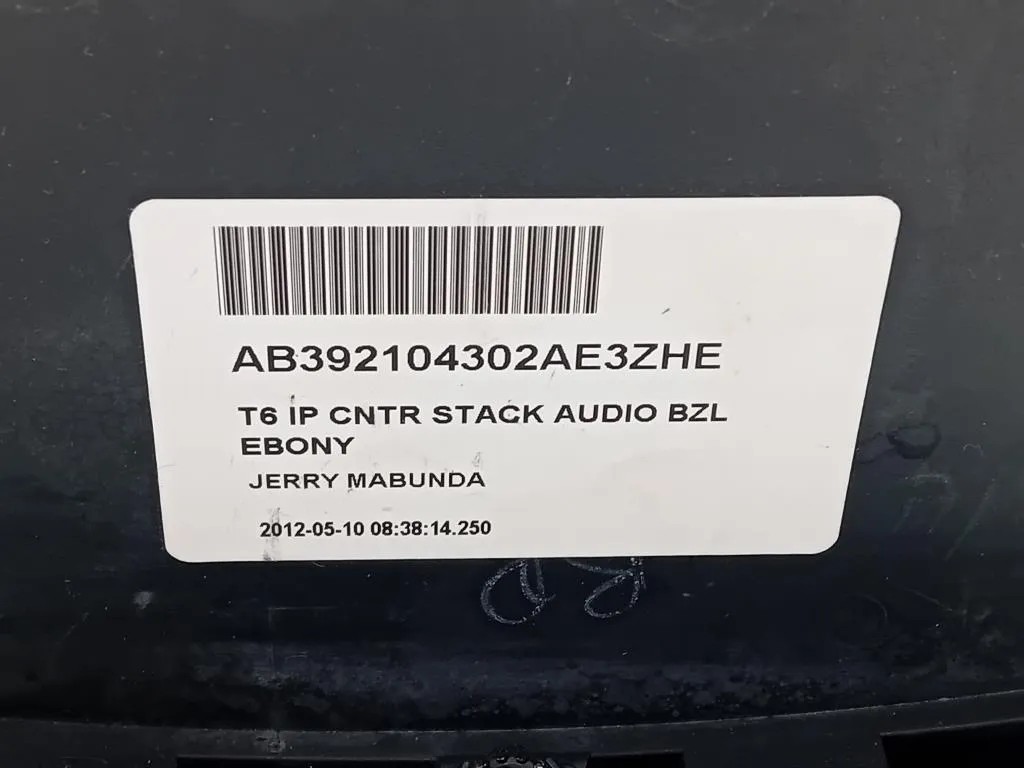 AB392104302AE3ZHE
T6 IP CNTR STACK AUDIO BZL
EBONY
JERRY MABUNDA
2012-05-10 08:38:14.250